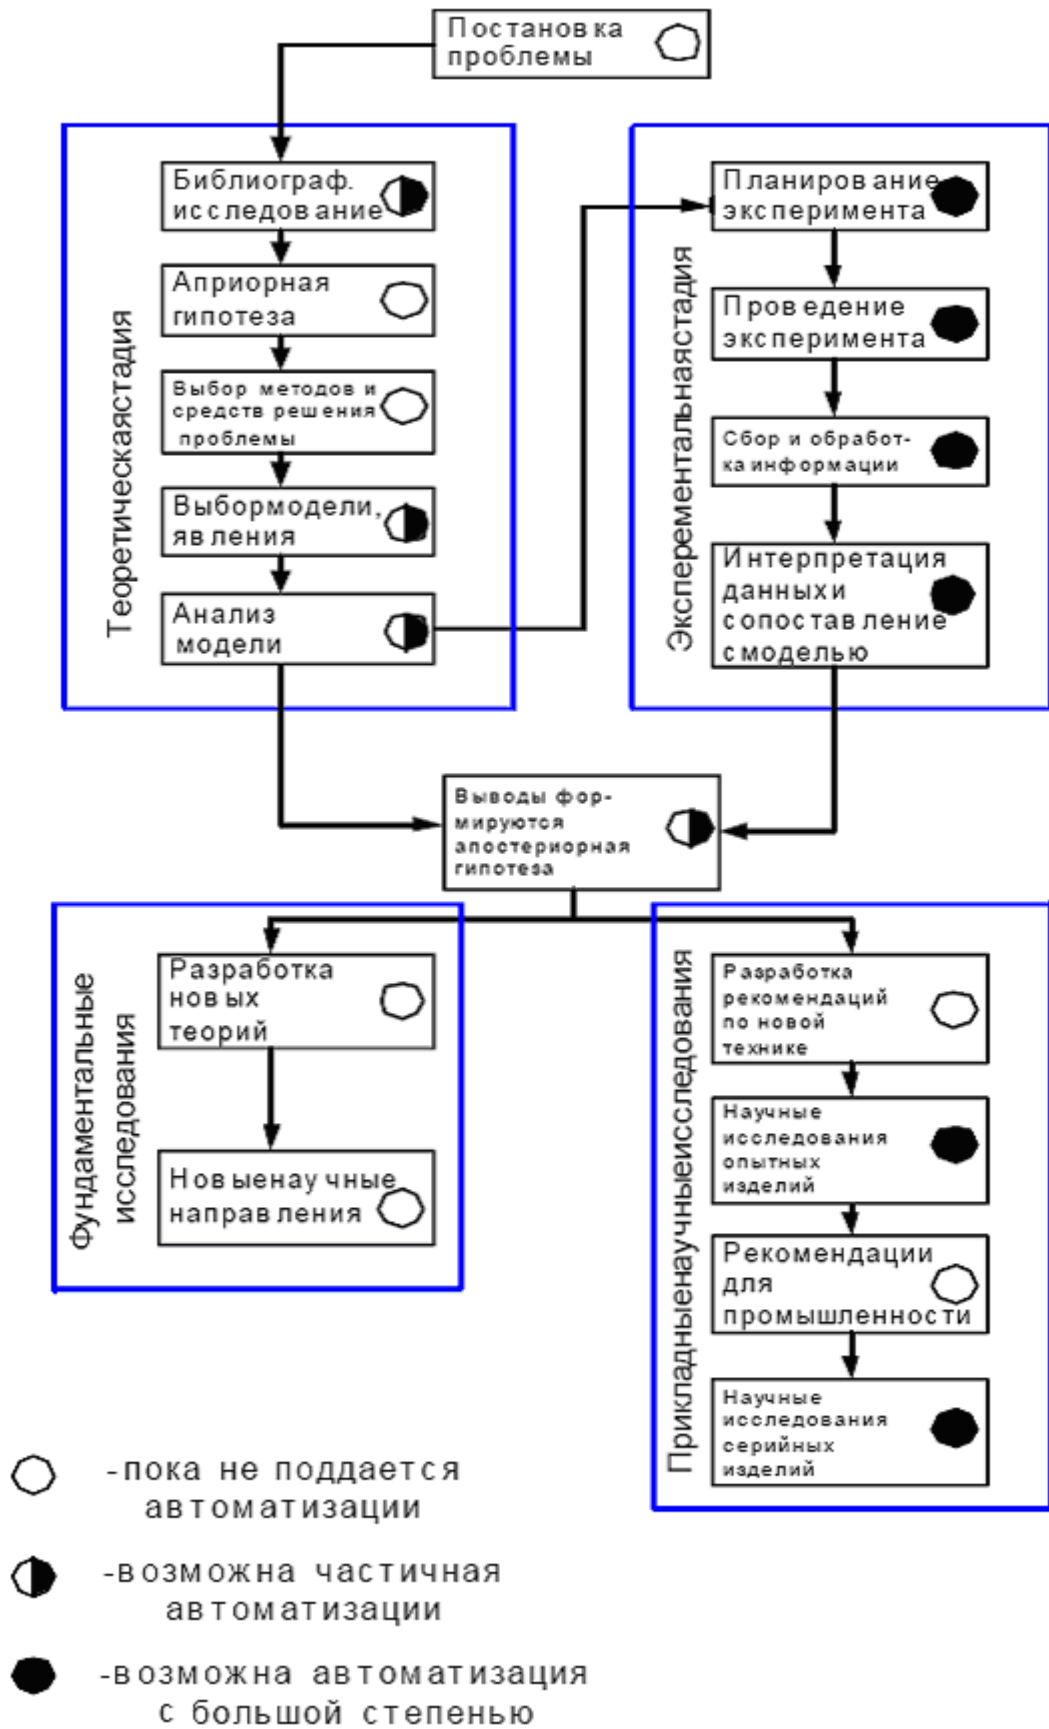 Постановка
проблемы
Теоретическаястадия
Библиограф.
исследование
Априорная
гипотеза
Выбор методов и
средств решения
проблемы
Выбормодели,
явления
Анализ
модели
Эксперементальнаястадия
Планирование
эксперимента
Проведение
эксперимента
Сбор и обработ-
каинформации
Интерпретация
данныхи
сопоставление
смоделью
Выводы фор-
мируются
апостериорная
гипотеза
Фундаментальные
исследования
Разработка
новых
теорий
Новыенаучные
направления
Прикладныенаучныеисследования
Разработка
рекомендаций
по новой
технике
Научные
исследования
опытных
изделий
Рекомендации
для
промышленности
Научные
исследования
серийных
изделий
-пока не поддается
автоматизации
-возможна частичная
автоматизации
-возможна автоматизация
с большой степенью